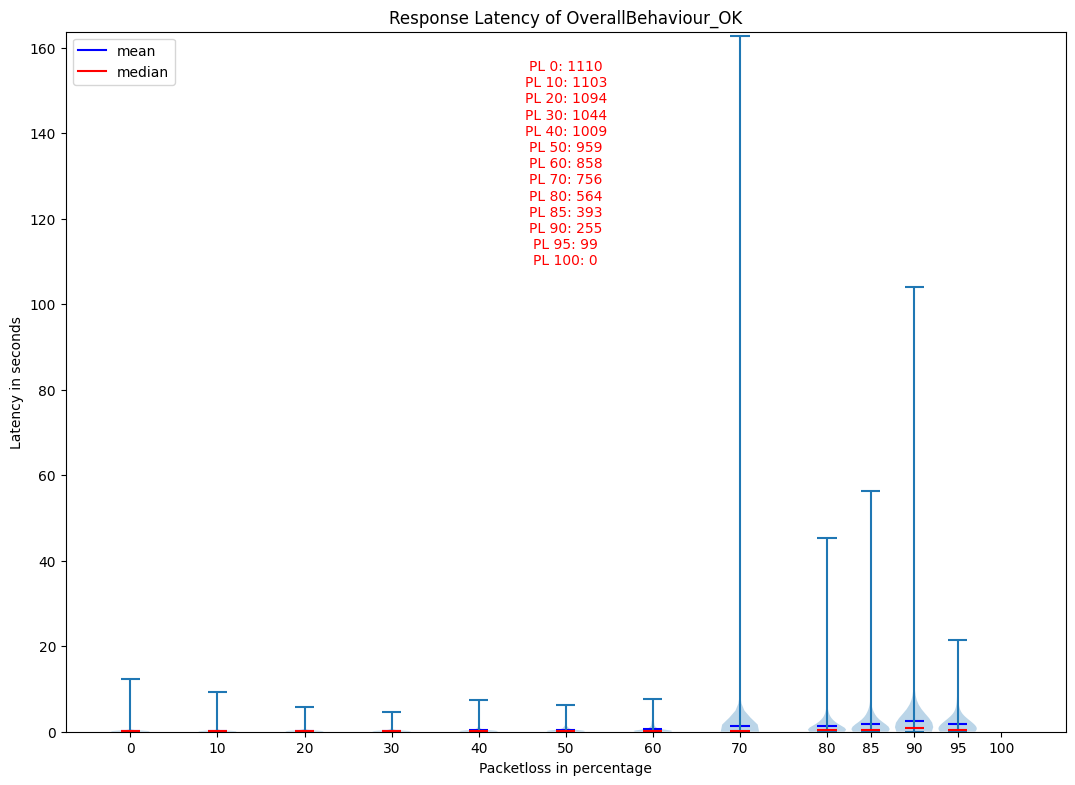 Response Latency of OverallBehaviour_OK
mean
median
PL 0: 1110
PL 10: 1103
PL 20: 1094
PL 30: 1044
PL 40: 1009
PL 50: 959
PL 60: 858
PL 70: 756
PL 80: 564
PL 85: 393
PL 90: 255
PL 95: 99
PL 100: 0
160
140
120
100
80
60
40
20
0
Latency in seconds
0 10 20 30 40 50 60 70 80 85 90 95 100
Packetloss in percentage